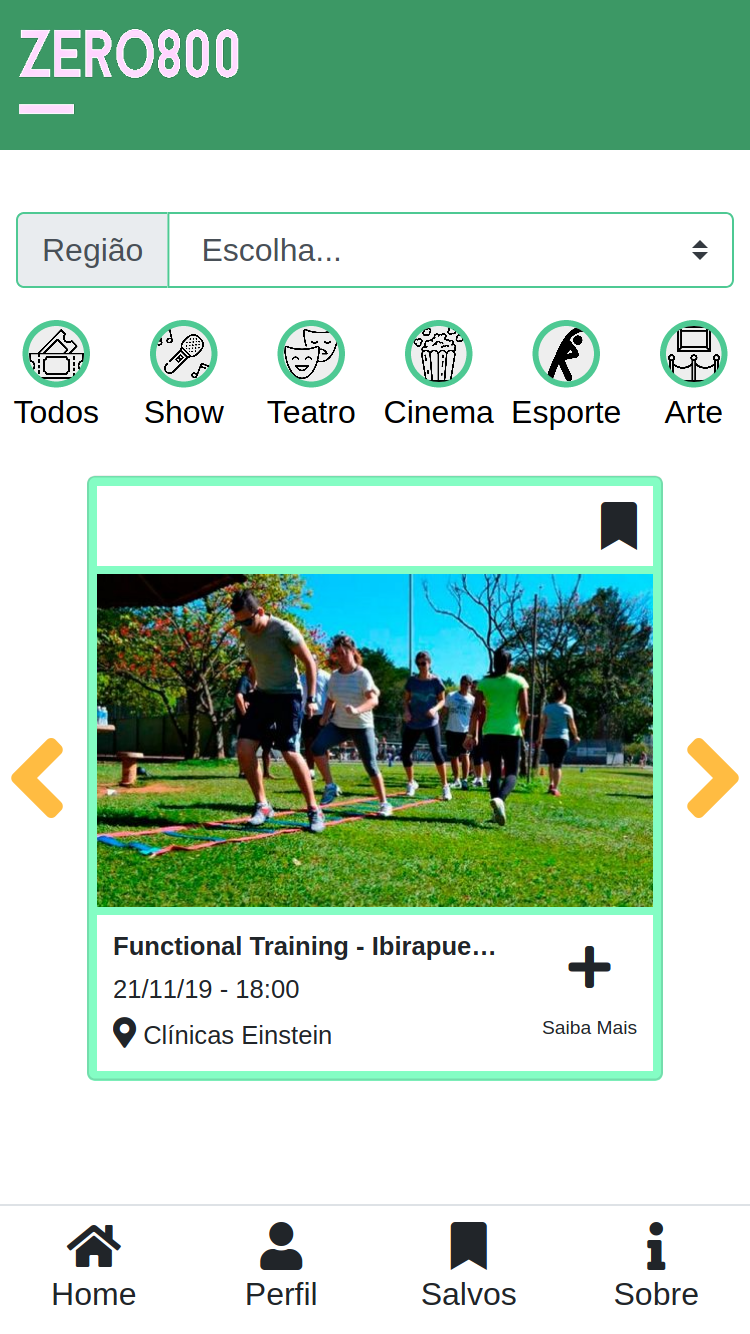 ZERO800
Região Escolha...
Todos Show Teatro Cinema Esporte Arte
Functional Training - Ibirapue...
21/11/19 - 18:00
Clínicas Einstein
Saiba Mais
Home Perfil Salvos Sobre